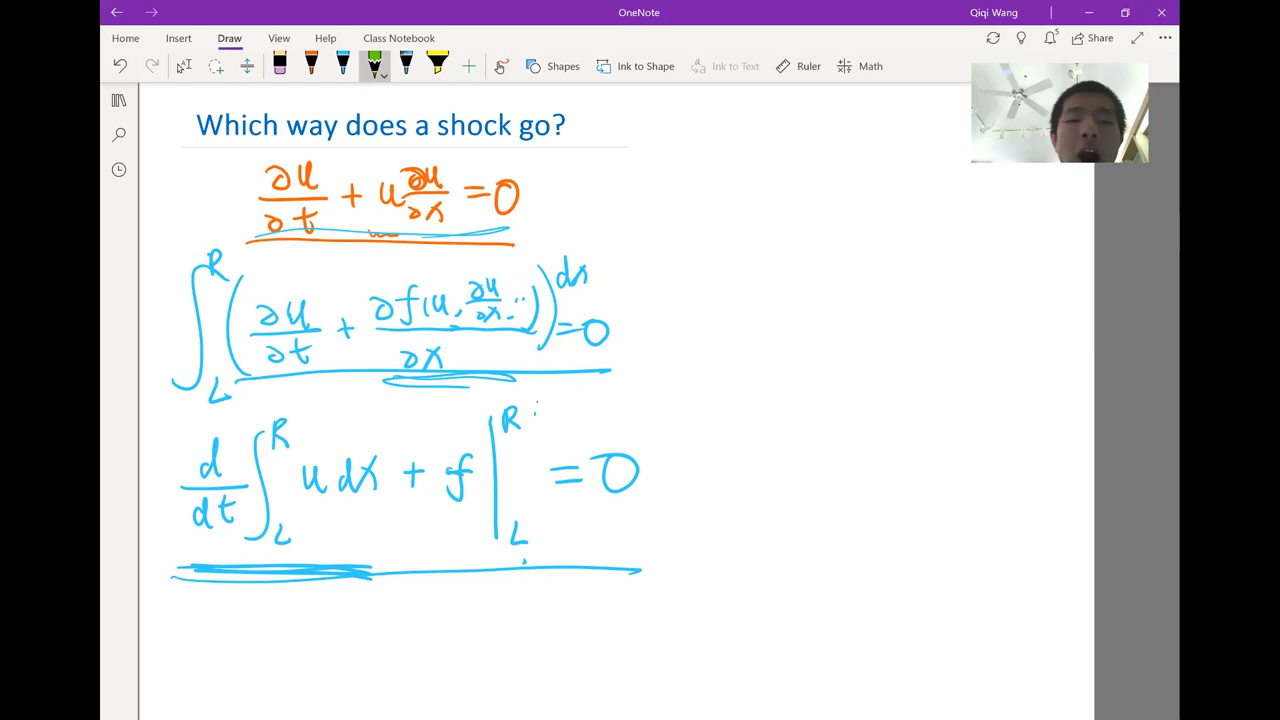 OneNote
Qiqi Wang
Home Insert Draw View Help Class Notebook
5
Share
Shapes Ink to Shape Ink to Text Ruler Math
Which way does a shock go?
∂u/∂t + u ∂u/∂x = 0
∫_L^R (∂u/∂t + ∂f(u, ∂u/∂x, ..)/∂x) dx = 0
d/dt ∫_L^R u dx + f |_L^R = 0